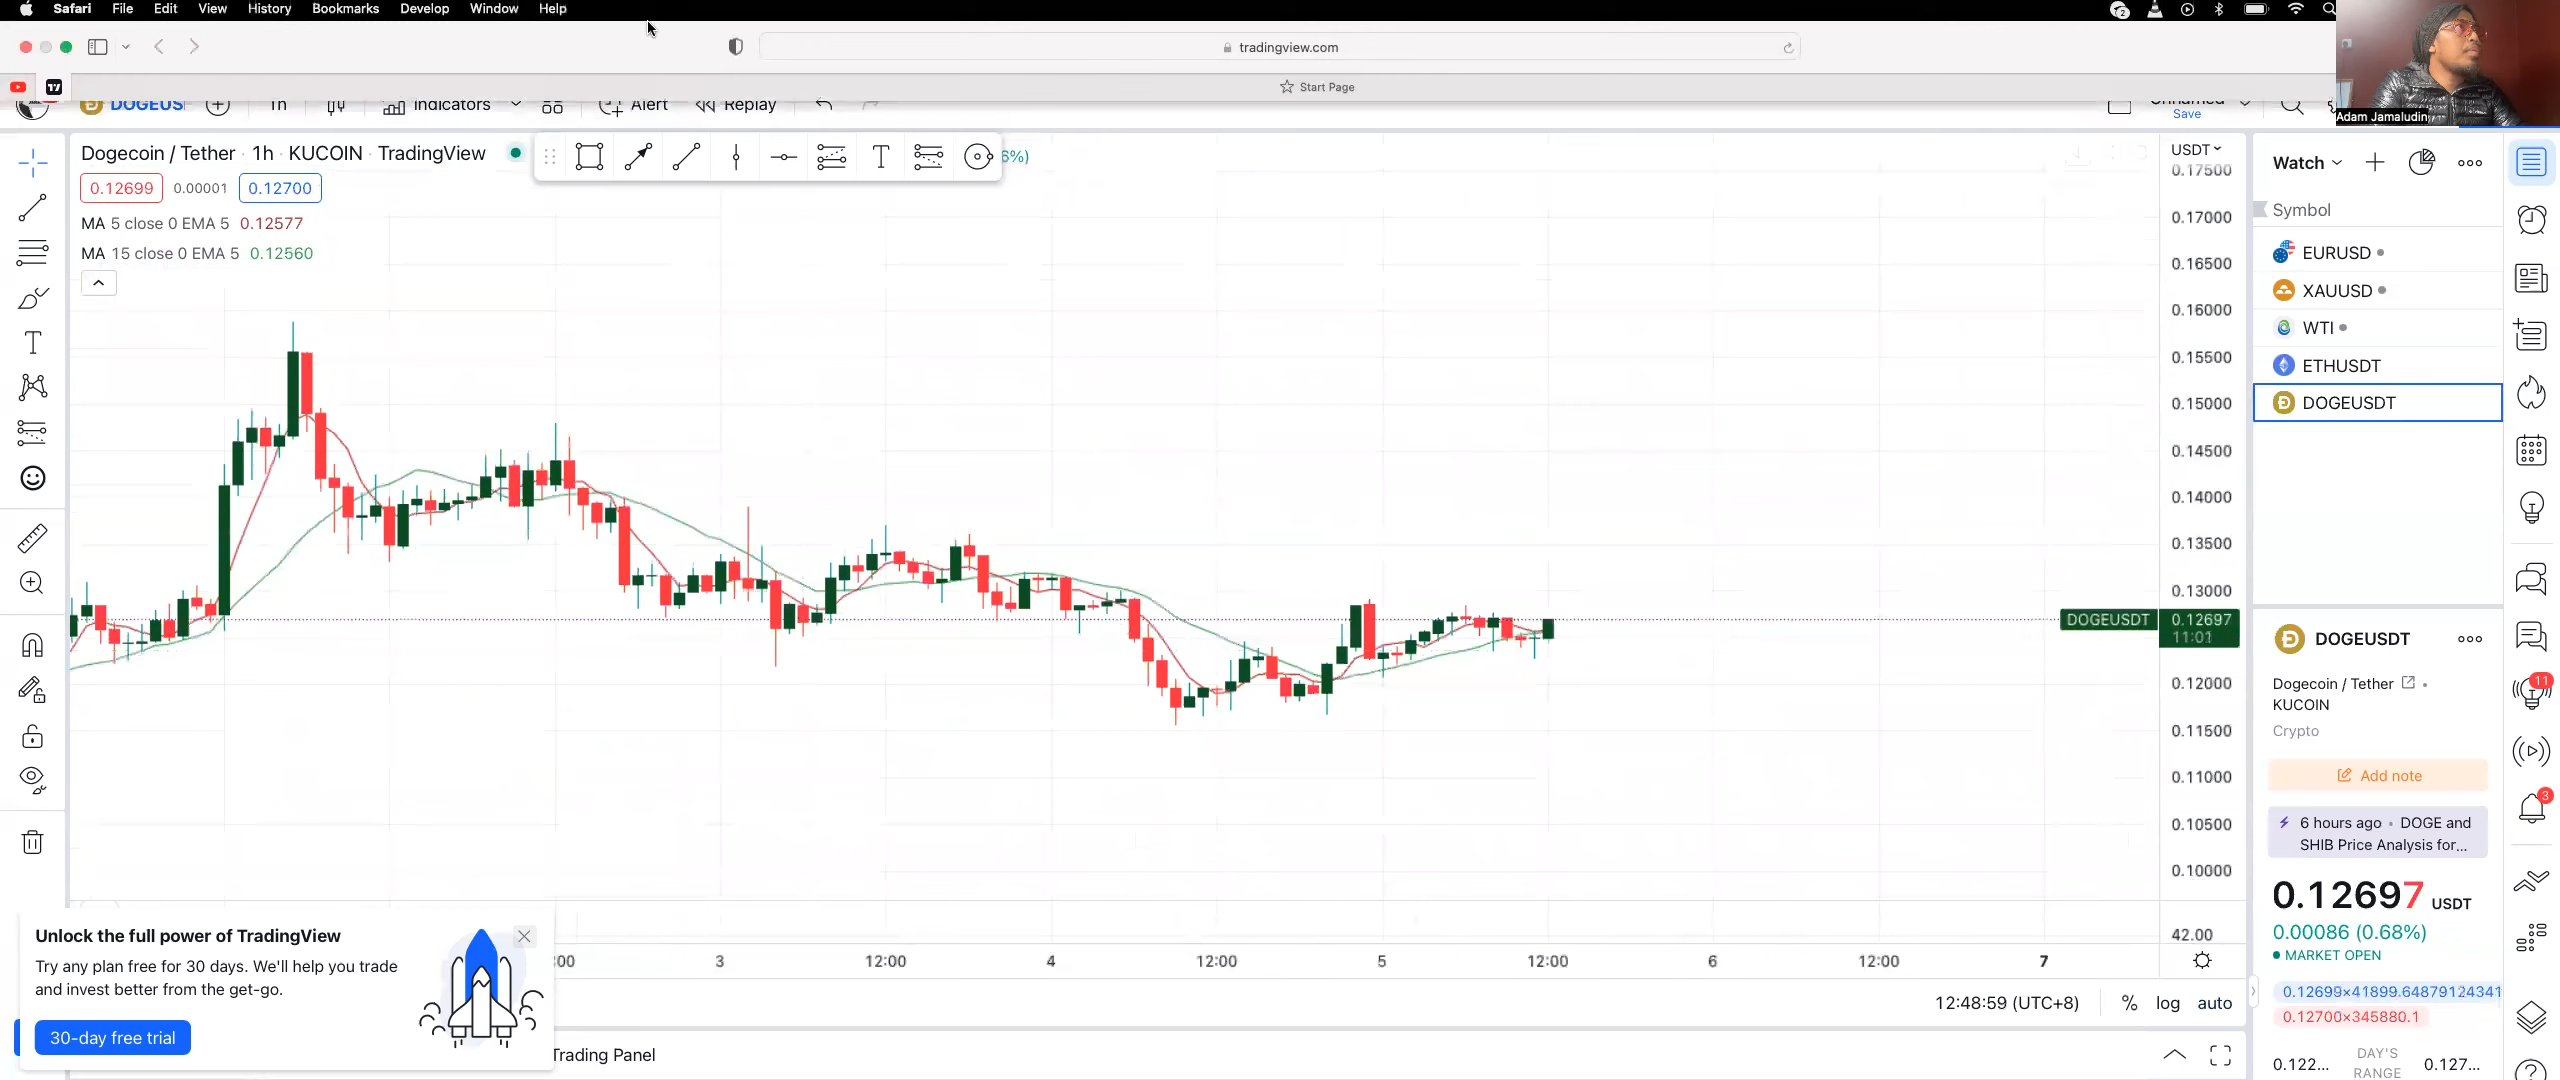 Safari File Edit View History Bookmarks Develop Window Help
2
tradingview.com
Start Page
DOGEUS 1h Indicators Alert Replay Unnamed
Save
Adam Jamaludin
Dogecoin / Tether · 1h · KUCOIN · TradingView 6%)
0.12699 0.00001 0.12700
MA 5 close 0 EMA 5 0.12577
MA 15 close 0 EMA 5 0.12560
USDT
0.17500
0.17000
0.16500
0.16000
0.15500
0.15000
0.14500
0.14000
0.13500
0.13000
DOGEUSDT 0.12697
11:01
0.12000
0.11500
0.11000
0.10500
0.10000
42.00
:00 3 12:00 4 12:00 5 12:00 6 12:00 7
12:48:59 (UTC+8) % log auto
Trading Panel
Unlock the full power of TradingView
Try any plan free for 30 days. We'll help you trade
and invest better from the get-go.
30-day free trial
Watch
Symbol
EURUSD
XAUUSD
WTI
ETHUSDT
DOGEUSDT
DOGEUSDT
Dogecoin / Tether
KUCOIN
Crypto
Add note
6 hours ago • DOGE and
SHIB Price Analysis for...
0.12697 USDT
0.00086 (0.68%)
MARKET OPEN
0.12699×41899.64879124341
0.12700×345880.1
0.122... DAY'S RANGE 0.127...
11
3